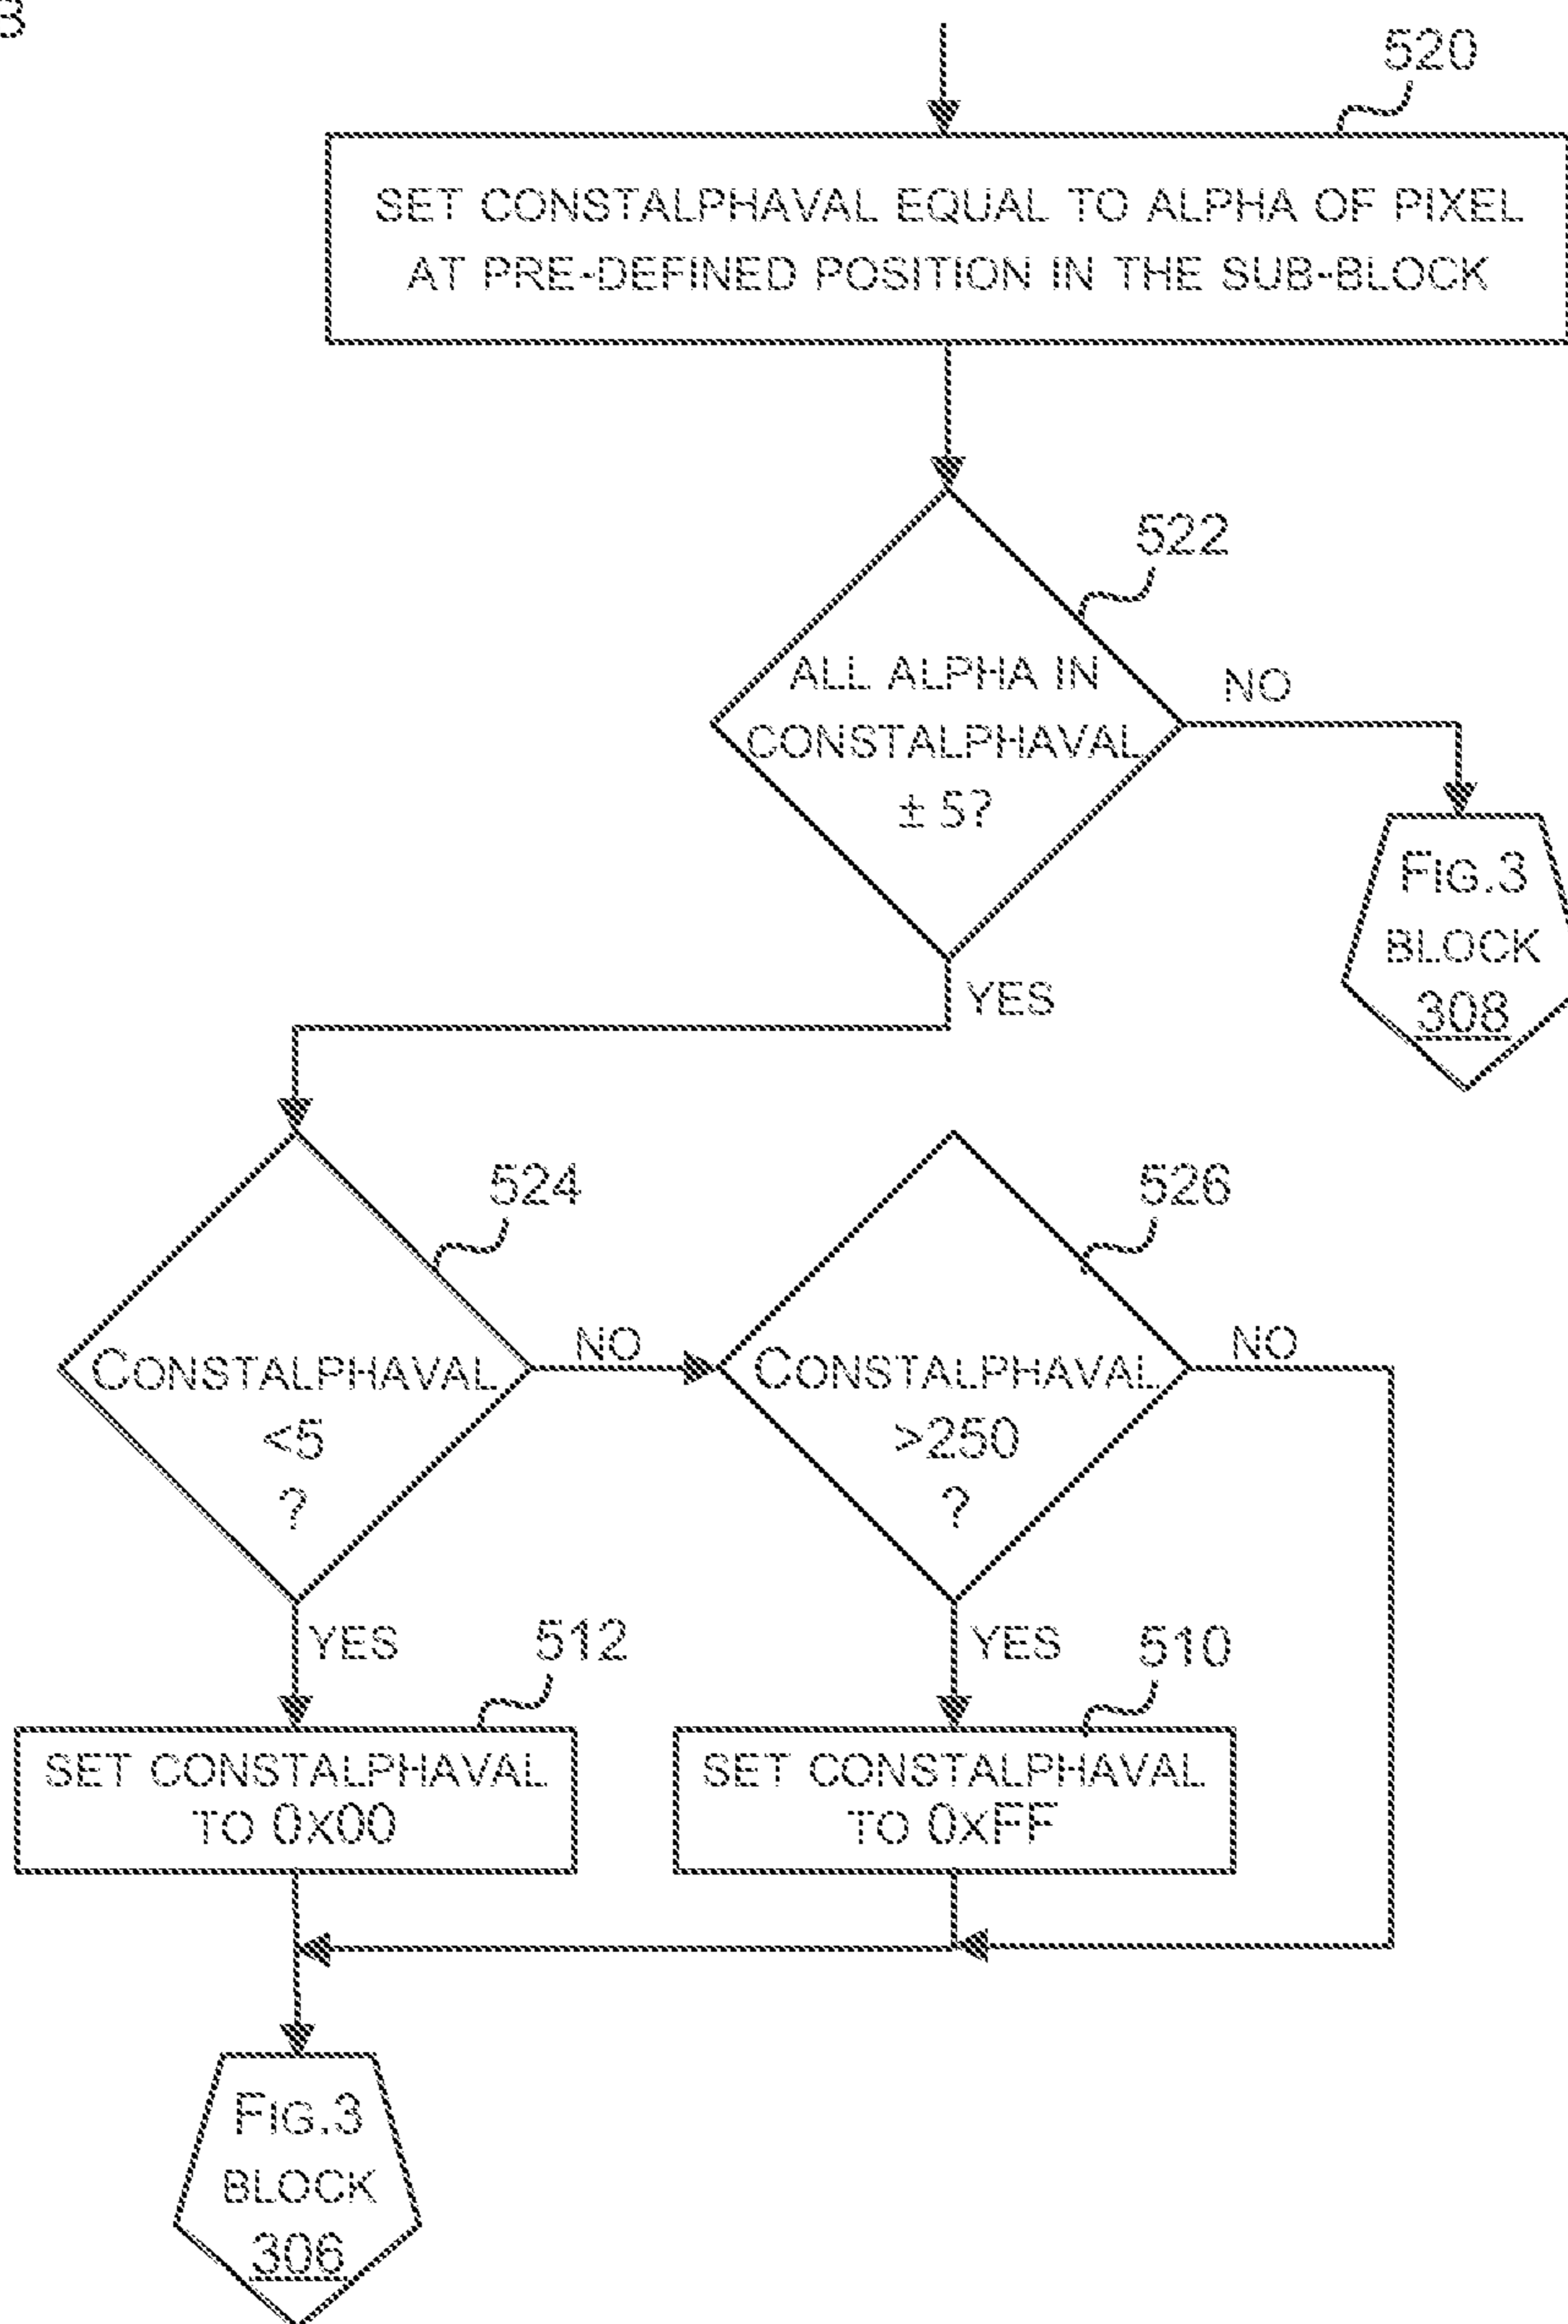 520
SET CONSTALPHAVAL EQUAL TO ALPHA OF PIXEL
AT PRE-DEFINED POSITION IN THE SUB-BLOCK
522
ALL ALPHA IN
CONSTALPHAVAL
± 5?
NO
FIG.3
BLOCK
308
YES
524
CONSTALPHAVAL
<5
?
NO
526
CONSTALPHAVAL
>250
?
NO
YES
512
SET CONSTALPHAVAL
TO 0X00
YES
510
SET CONSTALPHAVAL
TO 0XFF
FIG.3
BLOCK
306